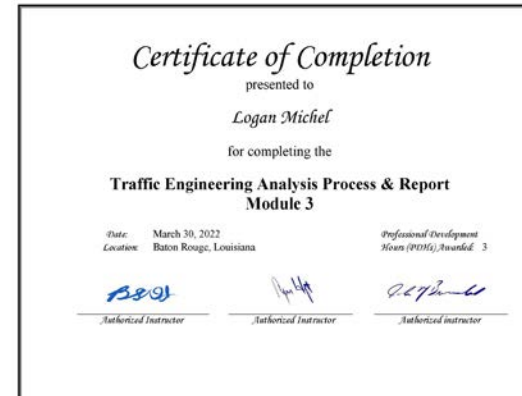 Certificate of Completion
presented to
Logan Michel
for completing the
Traffic Engineering Analysis Process & Report
Module 3
Date: March 30, 2022
Location: Baton Rouge, Louisiana
Professional Development
Hours (PDHs) Awarded: 3
Authorized Instructor
Authorized Instructor
Authorized instructor